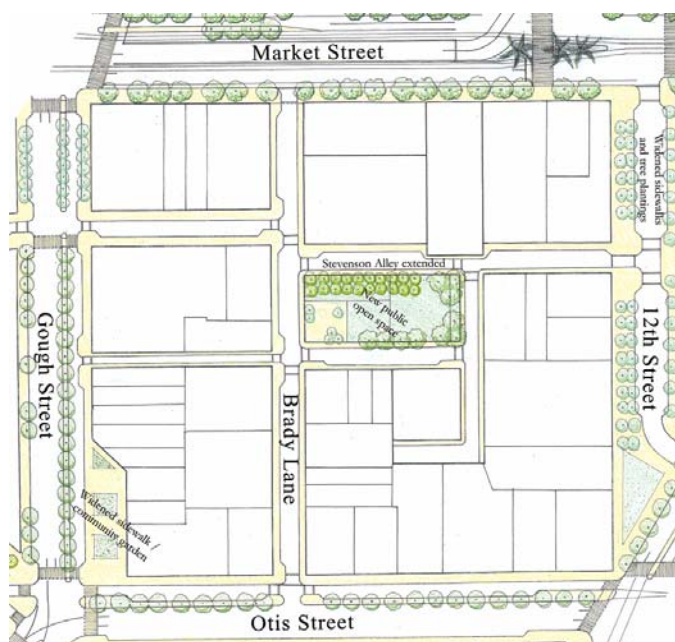 Market Street
Widened sidewalks
and tree plantings
Stevenson Alley extended
New public
open space
Gough Street
12th Street
Brady Lane
Widened sidewalk /
community garden
Otis Street